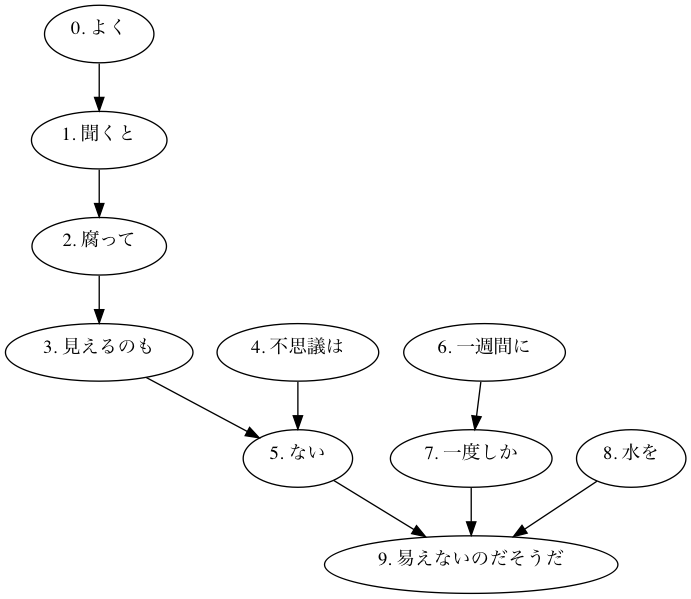 0. よく
1. 聞くと
2. 腐って
3. 見えるのも
4. 不思議は
6. 一週間に
5. ない
7. 一度しか
8. 水を
9. 易えないのだそうだ